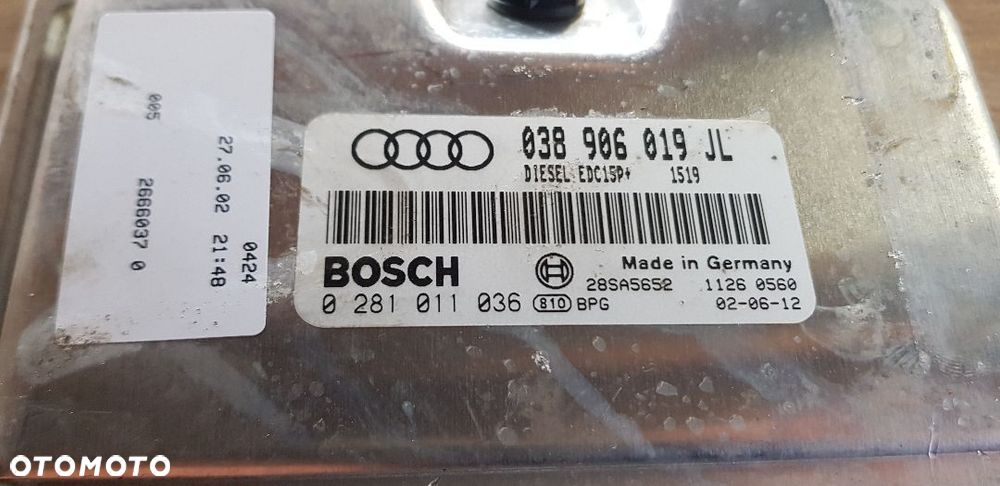 005 2666037 0
27.06.02 21:48
0424
038 906 019 JL
DIESEL EDC15P+ 1519
BOSCH
Made in Germany
28SA5652 1126 0560
0 281 011 036 810 BPG 02-06-12
OTOMOTO